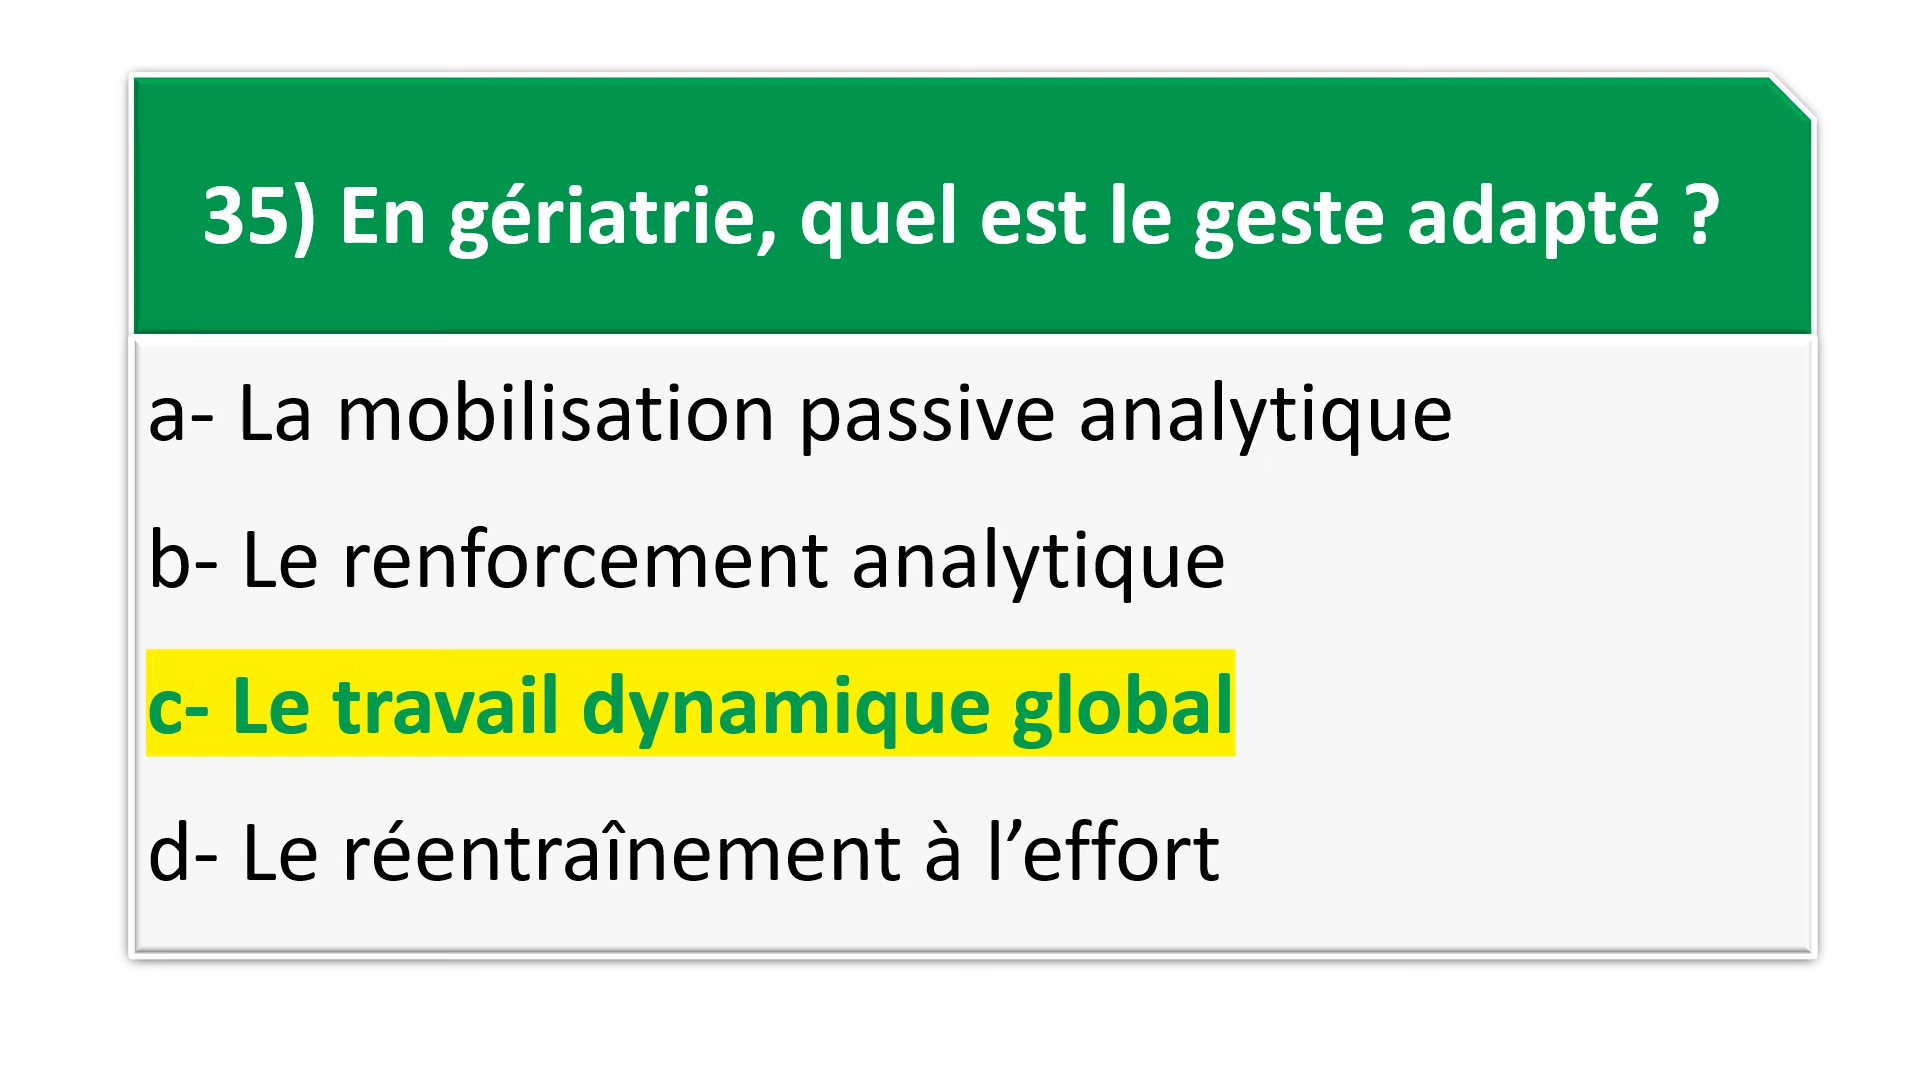 35) En gériatrie, quel est le geste adapté ?
a- La mobilisation passive analytique
b- Le renforcement analytique
c- Le travail dynamique global
d- Le réentraînement à l’effort